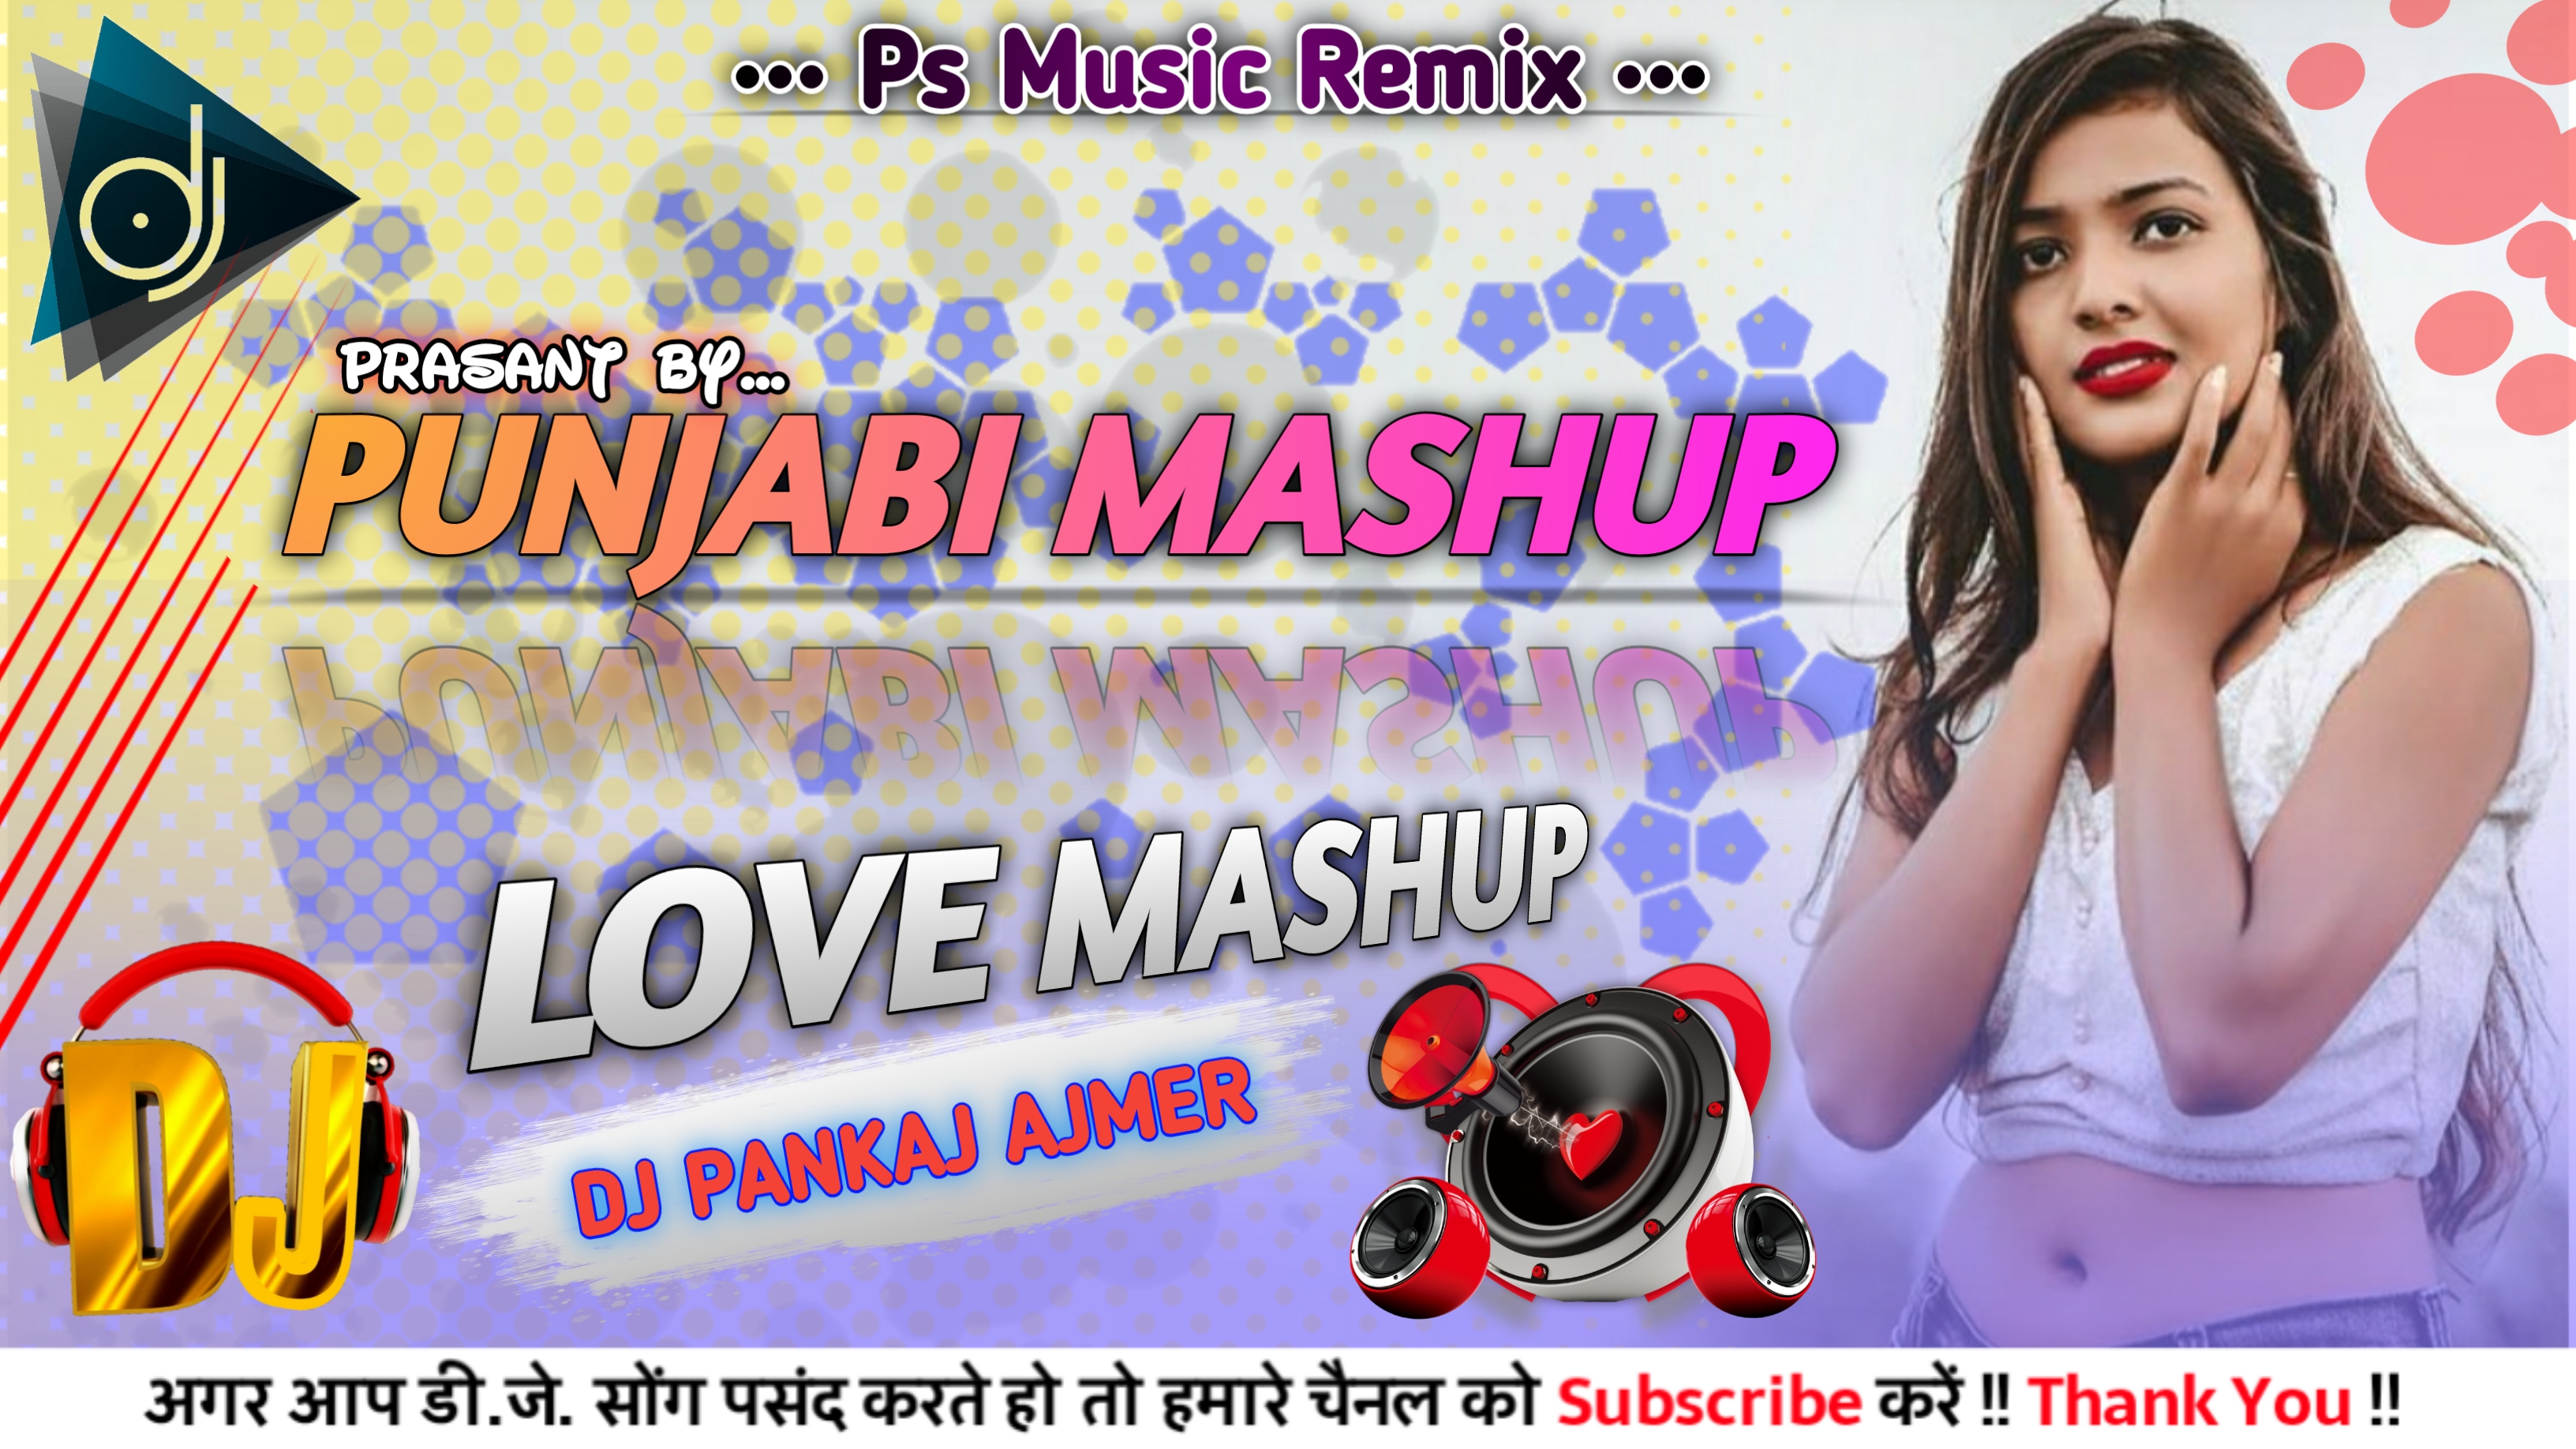 ••• Ps Music Remix •••
dj
PRASANT BY...
PUNJABI MASHUP
LOVE MASHUP
DJ PANKAJ AJMER
DJ
अगर आप डी.जे. सोंग पसंद करते हो तो हमारे चैनल को Subscribe करें !! Thank You !!